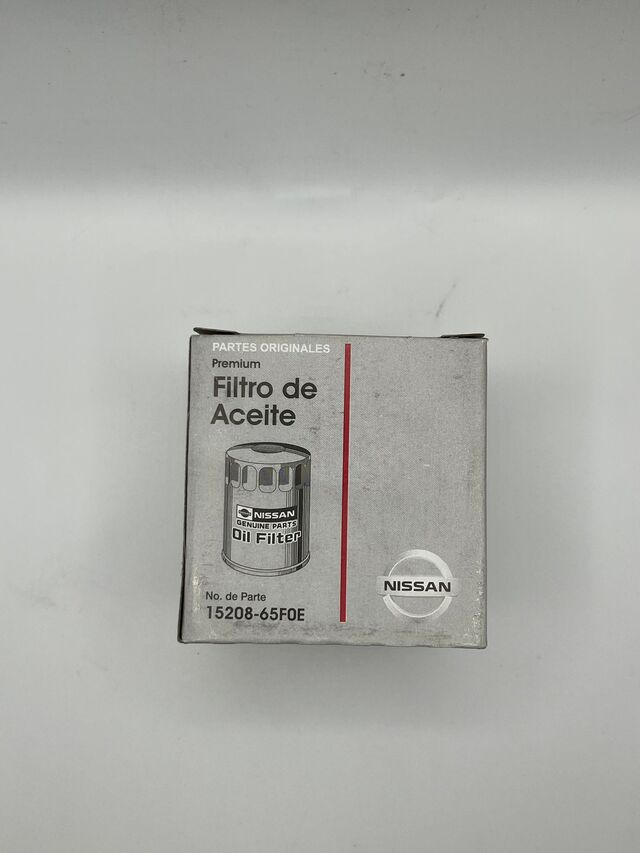 PARTES ORIGINALES
Premium
Filtro de
Aceite
NISSAN
GENUINE PARTS
Oil Filter
No. de Parte
15208-65F0E
NISSAN